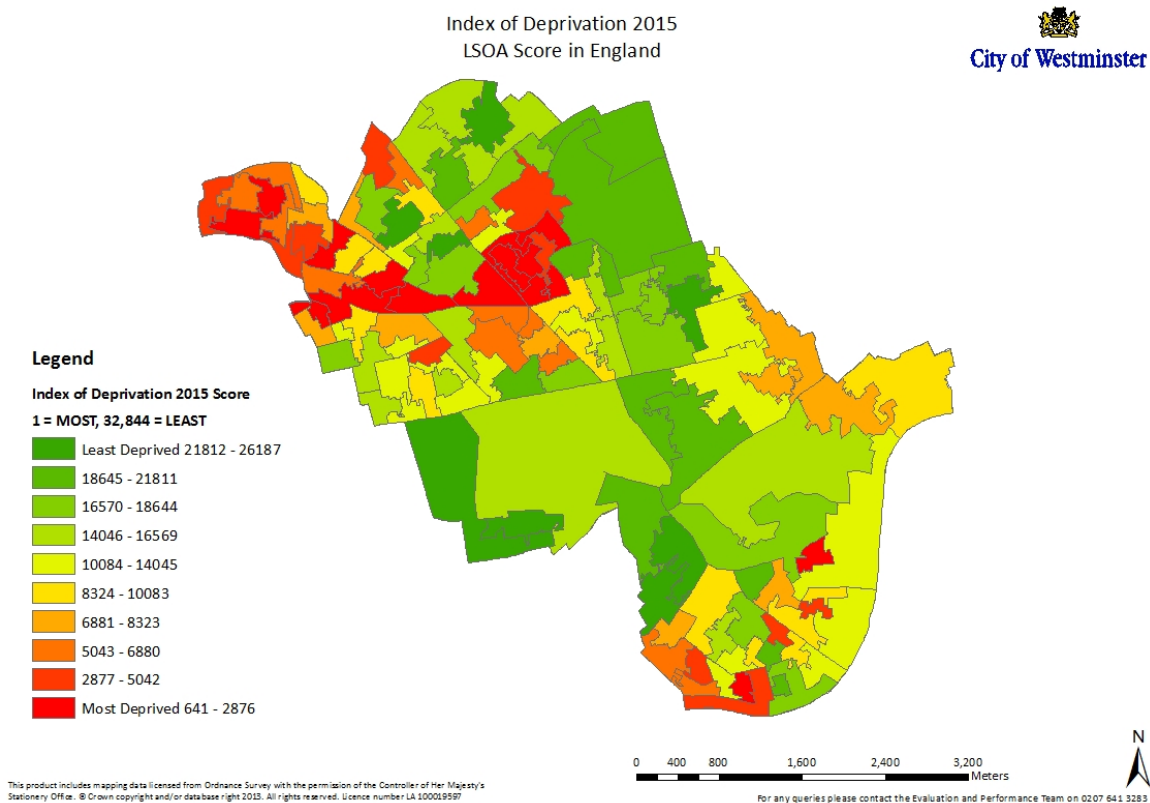 Index of Deprivation 2015
LSOA Score in England
City of Westminster
Legend
Index of Deprivation 2015 Score
1 = MOST, 32,844 = LEAST
Least Deprived 21812 - 26187
18645 - 21811
16570 - 18644
14046 - 16569
10084 - 14045
8324 - 10083
6881 - 8323
5043 - 6880
2877 - 5042
Most Deprived 641 - 2876
N
0 400 800 1,600 2,400 3,200
Meters
This product includes mapping data licensed from Ordnance Survey with the permission of the Controller of Her Majesty's
Stationery Office. © Crown copyright and/or database right 2013. All rights reserved. Licence number LA 100019597
For any queries please contact the Evaluation and Performance Team on 0207 641 3283